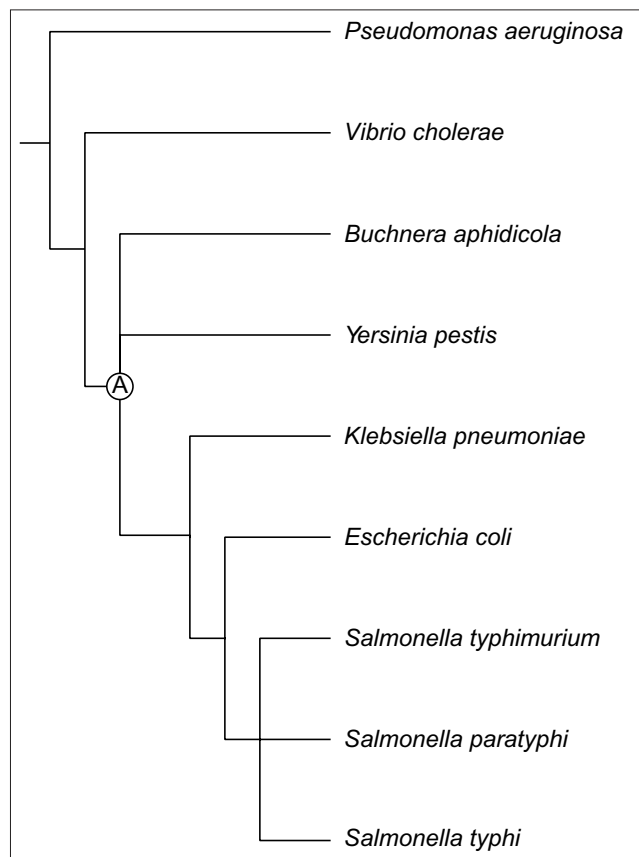 Pseudomonas aeruginosa
Vibrio cholerae
Buchnera aphidicola
Yersinia pestis
A
Klebsiella pneumoniae
Escherichia coli
Salmonella typhimurium
Salmonella paratyphi
Salmonella typhi